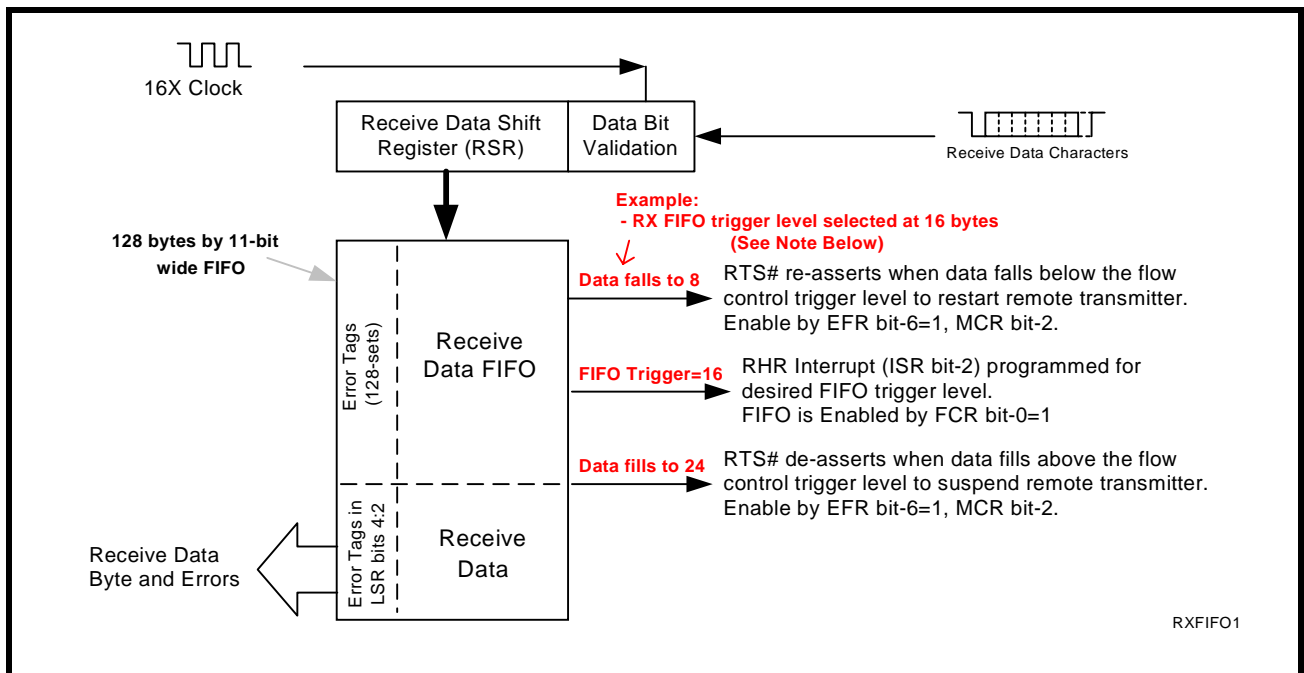 16X Clock
Receive Data Shift
Register (RSR)
Data Bit
Validation
Receive Data Characters
Example:
- RX FIFO trigger level selected at 16 bytes
(See Note Below)
128 bytes by 11-bit
wide FIFO
Data falls to 8
RTS# re-asserts when data falls below the flow
control trigger level to restart remote transmitter.
Enable by EFR bit-6=1, MCR bit-2.
Error Tags
(128-sets)
Receive
Data FIFO
FIFO Trigger=16
RHR Interrupt (ISR bit-2) programmed for
desired FIFO trigger level.
FIFO is Enabled by FCR bit-0=1
Data fills to 24
RTS# de-asserts when data fills above the flow
control trigger level to suspend remote transmitter.
Enable by EFR bit-6=1, MCR bit-2.
Error Tags in
LSR bits 4:2
Receive
Data
Receive Data
Byte and Errors
RXFIFO1